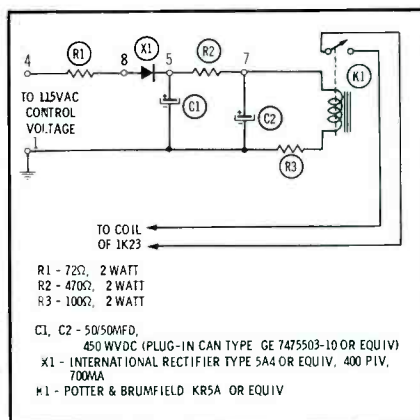 R1
8
X1
5
R2
7
4
K1
C1
C2
TO 115VAC
CONTROL
VOLTAGE
1
R3
TO COIL
OF 1K23
R1 - 72Ω, 2 WATT
R2 - 470Ω, 2 WATT
R3 - 100Ω, 2 WATT
C1, C2 - 50/50MFD,
450 WVDC (PLUG-IN CAN TYPE GE 7475503-10 OR EQUIV)
X1 - INTERNATIONAL RECTIFIER TYPE 5A4 OR EQUIV, 400 PIV,
700MA
K1 - POTTER & BRUMFIELD KR5A OR EQUIV